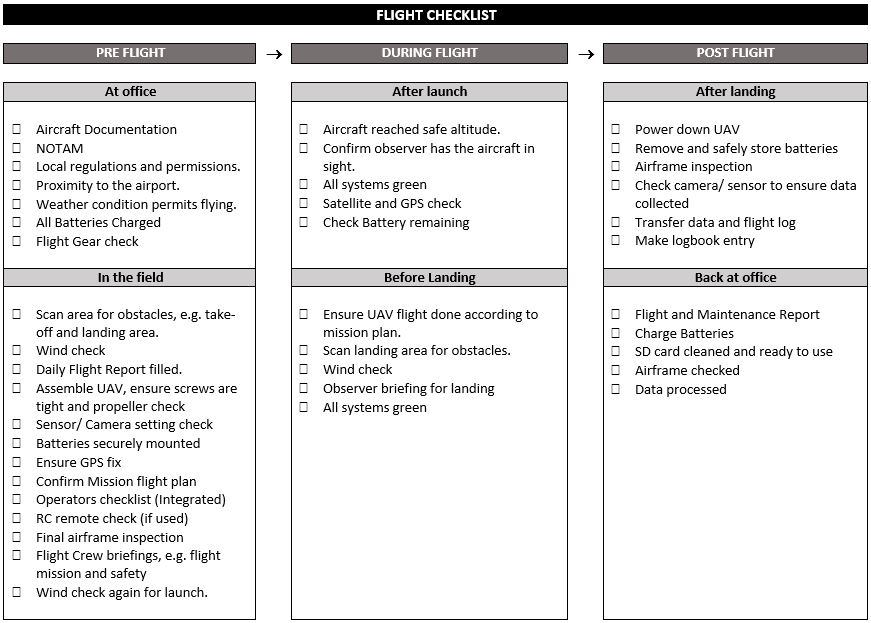 FLIGHT CHECKLIST
PRE FLIGHT → DURING FLIGHT → POST FLIGHT
At office
☐ Aircraft Documentation
☐ NOTAM
☐ Local regulations and permissions.
☐ Proximity to the airport.
☐ Weather condition permits flying.
☐ All Batteries Charged
☐ Flight Gear check
In the field
☐ Scan area for obstacles, e.g. take-
off and landing area.
☐ Wind check
☐ Daily Flight Report filled.
☐ Assemble UAV, ensure screws are
tight and propeller check
☐ Sensor/ Camera setting check
☐ Batteries securely mounted
☐ Ensure GPS fix
☐ Confirm Mission flight plan
☐ Operators checklist (Integrated)
☐ RC remote check (if used)
☐ Final airframe inspection
☐ Flight Crew briefings, e.g. flight
mission and safety
☐ Wind check again for launch.
After launch
☐ Aircraft reached safe altitude.
☐ Confirm observer has the aircraft in
sight.
☐ All systems green
☐ Satellite and GPS check
☐ Check Battery remaining
Before Landing
☐ Ensure UAV flight done according to
mission plan.
☐ Scan landing area for obstacles.
☐ Wind check
☐ Observer briefing for landing
☐ All systems green
After landing
☐ Power down UAV
☐ Remove and safely store batteries
☐ Airframe inspection
☐ Check camera/ sensor to ensure data
collected
☐ Transfer data and flight log
☐ Make logbook entry
Back at office
☐ Flight and Maintenance Report
☐ Charge Batteries
☐ SD card cleaned and ready to use
☐ Airframe checked
☐ Data processed